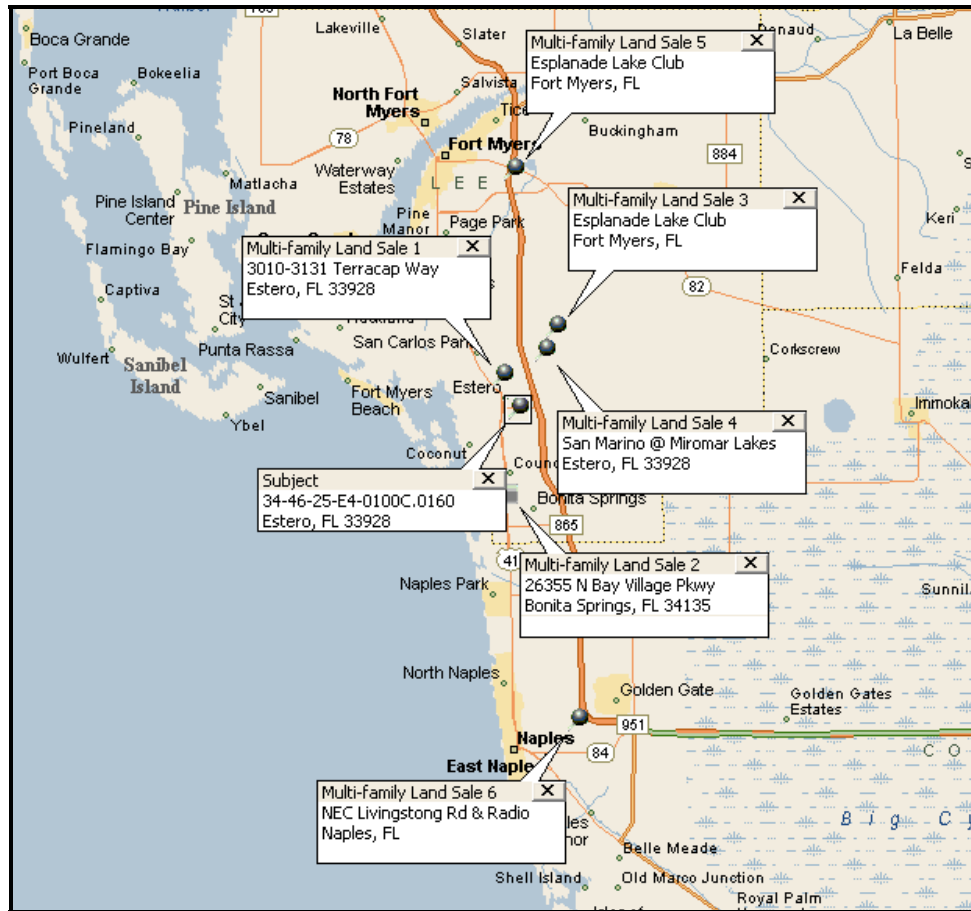 Lakeville
Slater
Boca Grande
Port Boca
Grande
Bokeelia
Salvista
North Fort
Myers
Tice
La Belle
Multi-family Land Sale 5
Esplanade Lake Club
Fort Myers, FL
Pineland
78
Fort Myers
Buckingham
884
Waterway
Estates
L E E
Matlacha
Pine Island
Center
Pine Island
Pine
Manor
Page Park
Multi-family Land Sale 3
Esplanade Lake Club
Fort Myers, FL
Keri
Flamingo Bay
Multi-family Land Sale 1
3010-3131 Terracap Way
Estero, FL 33928
Felda
82
Captiva
St
City
San Carlos Park
Wulfert
Punta Rassa
Corkscrew
Sanibel
Island
Sanibel
Fort Myers
Beach
Estero
Ybel
Immoka
Multi-family Land Sale 4
San Marino @ Miromar Lakes
Estero, FL 33928
Coconut
Subject
34-46-25-E4-0100C.0160
Estero, FL 33928
Bonita Springs
865
41
Multi-family Land Sale 2
26355 N Bay Village Pkwy
Bonita Springs, FL 34135
Naples Park
Sunnil
North Naples
Golden Gate
Golden Gates
Estates
951
Naples
84
C O
East Naple
Multi-family Land Sale 6
NEC Livingstong Rd & Radio
Naples, FL
B i g C y
Belle Meade
Shell Island
Old Marco Junction
Royal Palm